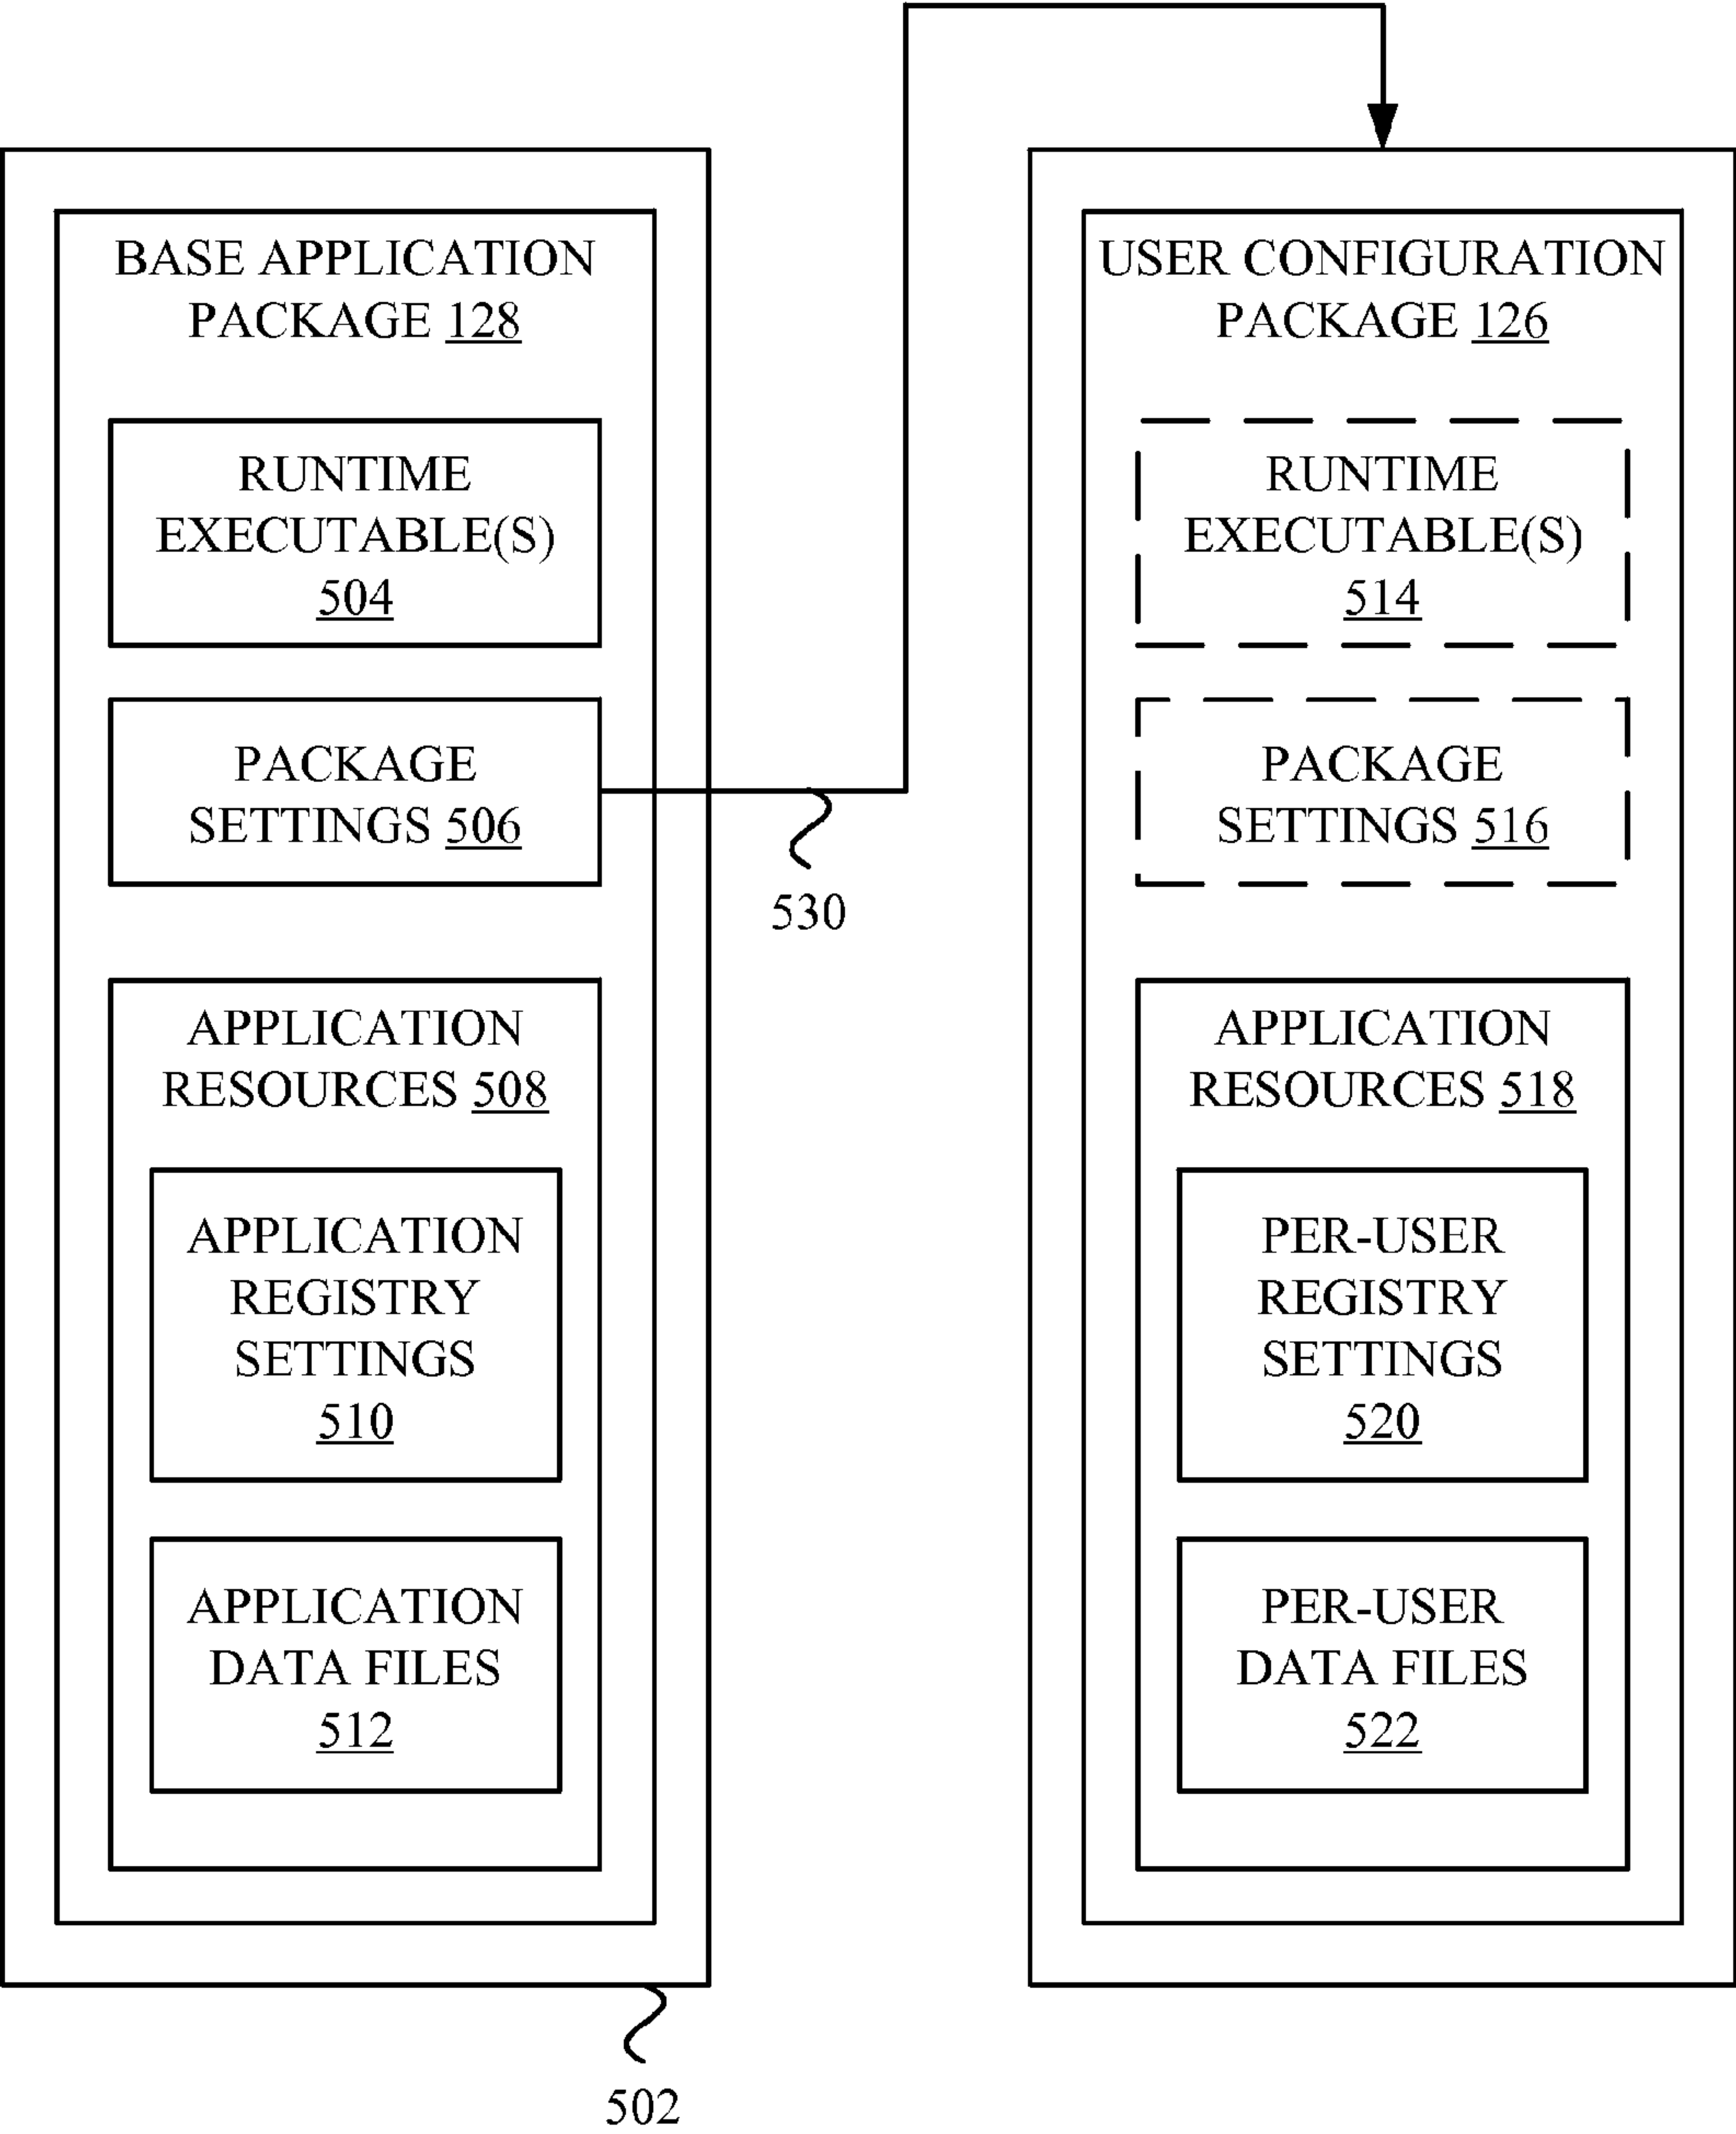 BASE APPLICATION
PACKAGE 128
RUNTIME
EXECUTABLE(S)
504
PACKAGE
SETTINGS 506
APPLICATION
RESOURCES 508
APPLICATION
REGISTRY
SETTINGS
510
APPLICATION
DATA FILES
512
502
530
USER CONFIGURATION
PACKAGE 126
RUNTIME
EXECUTABLE(S)
514
PACKAGE
SETTINGS 516
APPLICATION
RESOURCES 518
PER-USER
REGISTRY
SETTINGS
520
PER-USER
DATA FILES
522